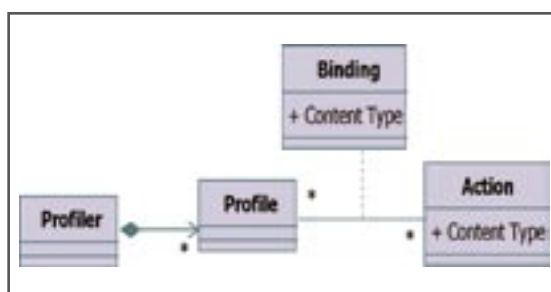 Binding
+ Content Type
Profiler
*
Profile
*
*
Action
+ Content Type